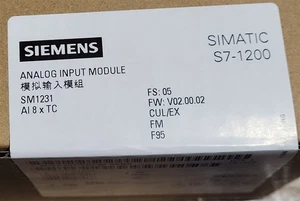 SIEMENS
SIMATIC
S7-1200
ANALOG INPUT MODULE
模拟输入模组
SM1231
AI 8 x TC
FS: 05
FW: V02.00.02
CUL/EX
FM
F95